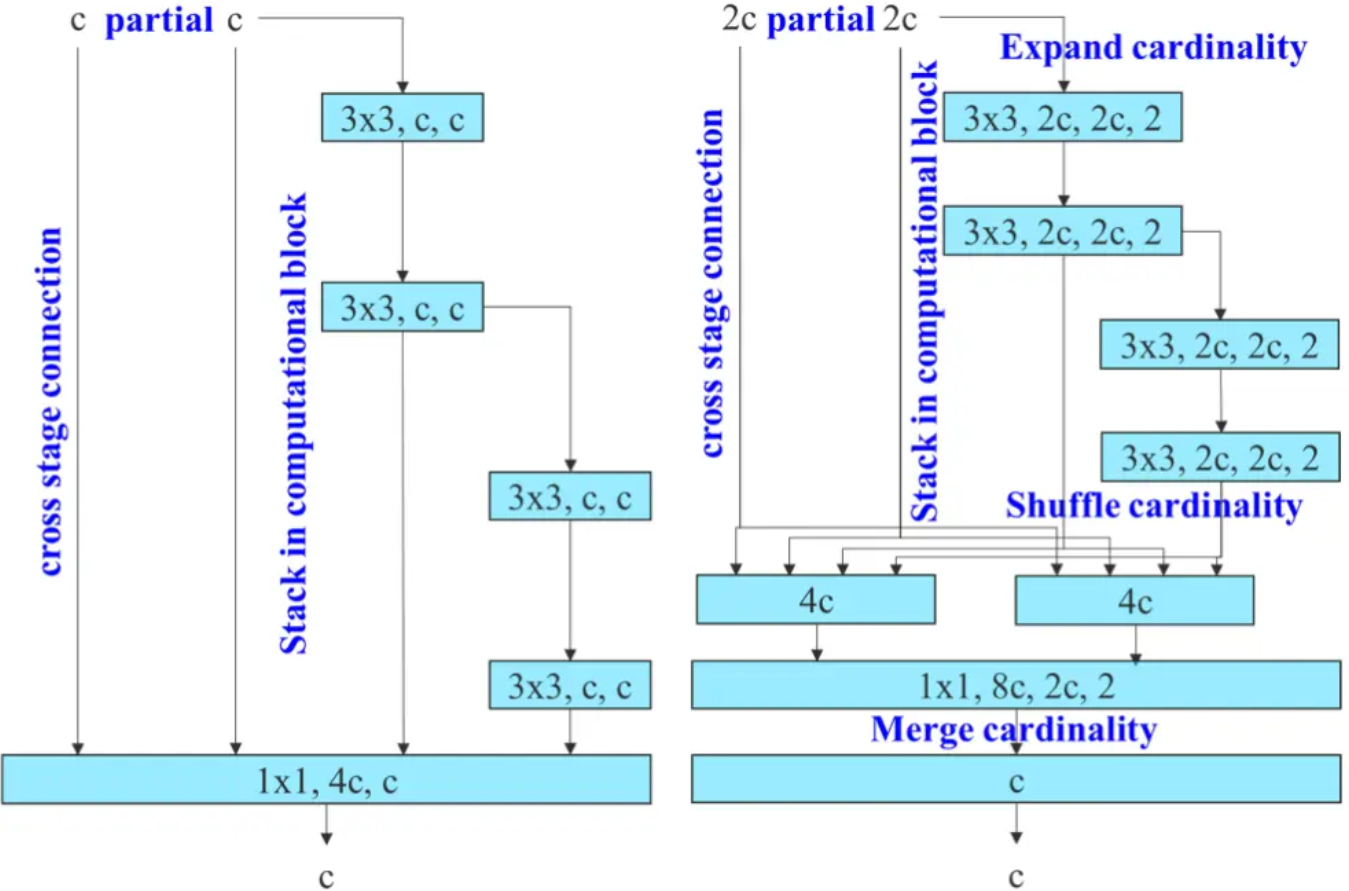 c partial c
3x3, c, c
cross stage connection
Stack in computational block
3x3, c, c
3x3, c, c
3x3, c, c
1x1, 4c, c
c
2c partial 2c
Expand cardinality
cross stage connection
Stack in computational block
3x3, 2c, 2c, 2
3x3, 2c, 2c, 2
3x3, 2c, 2c, 2
3x3, 2c, 2c, 2
Shuffle cardinality
4c
4c
1x1, 8c, 2c, 2
Merge cardinality
c
c